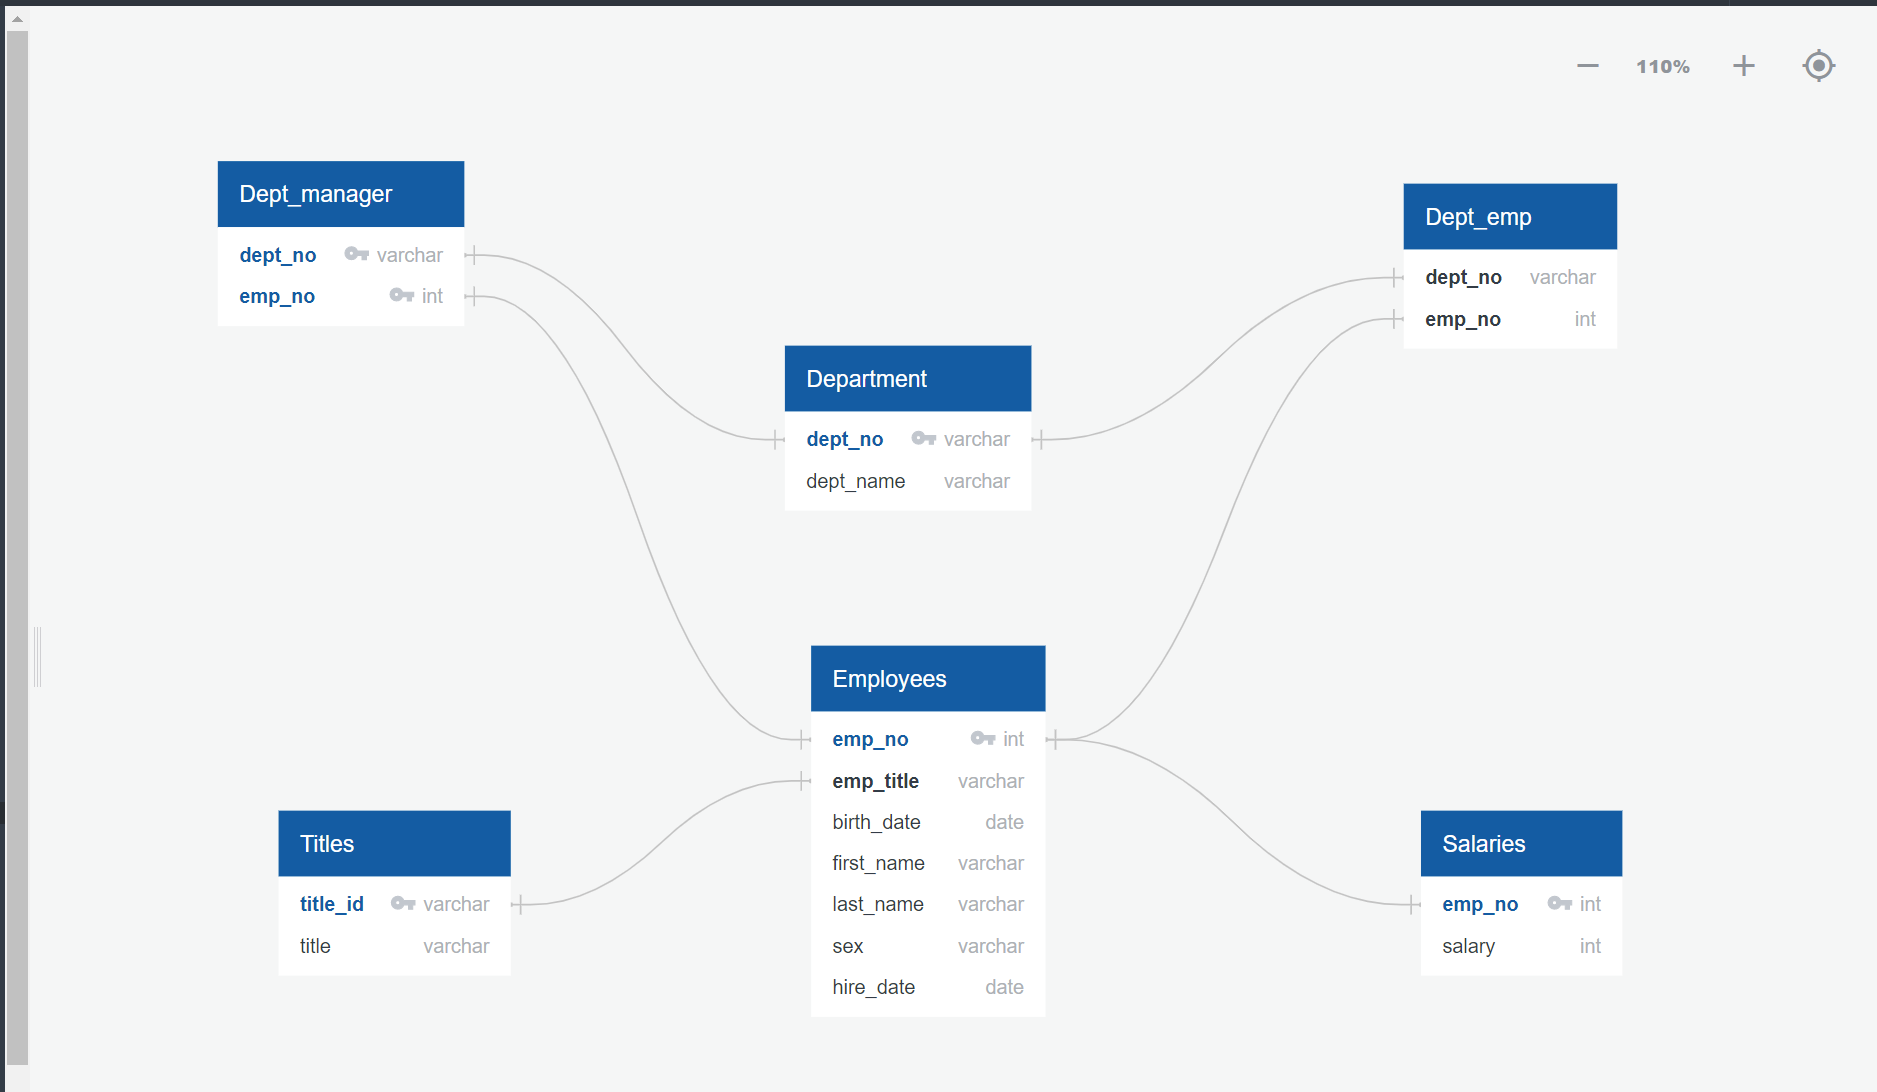 110%
Dept_manager
dept_no varchar
emp_no int
Dept_emp
dept_no varchar
emp_no int
Department
dept_no varchar
dept_name varchar
Employees
emp_no int
emp_title varchar
birth_date date
first_name varchar
last_name varchar
sex varchar
hire_date date
Titles
title_id varchar
title varchar
Salaries
emp_no int
salary int